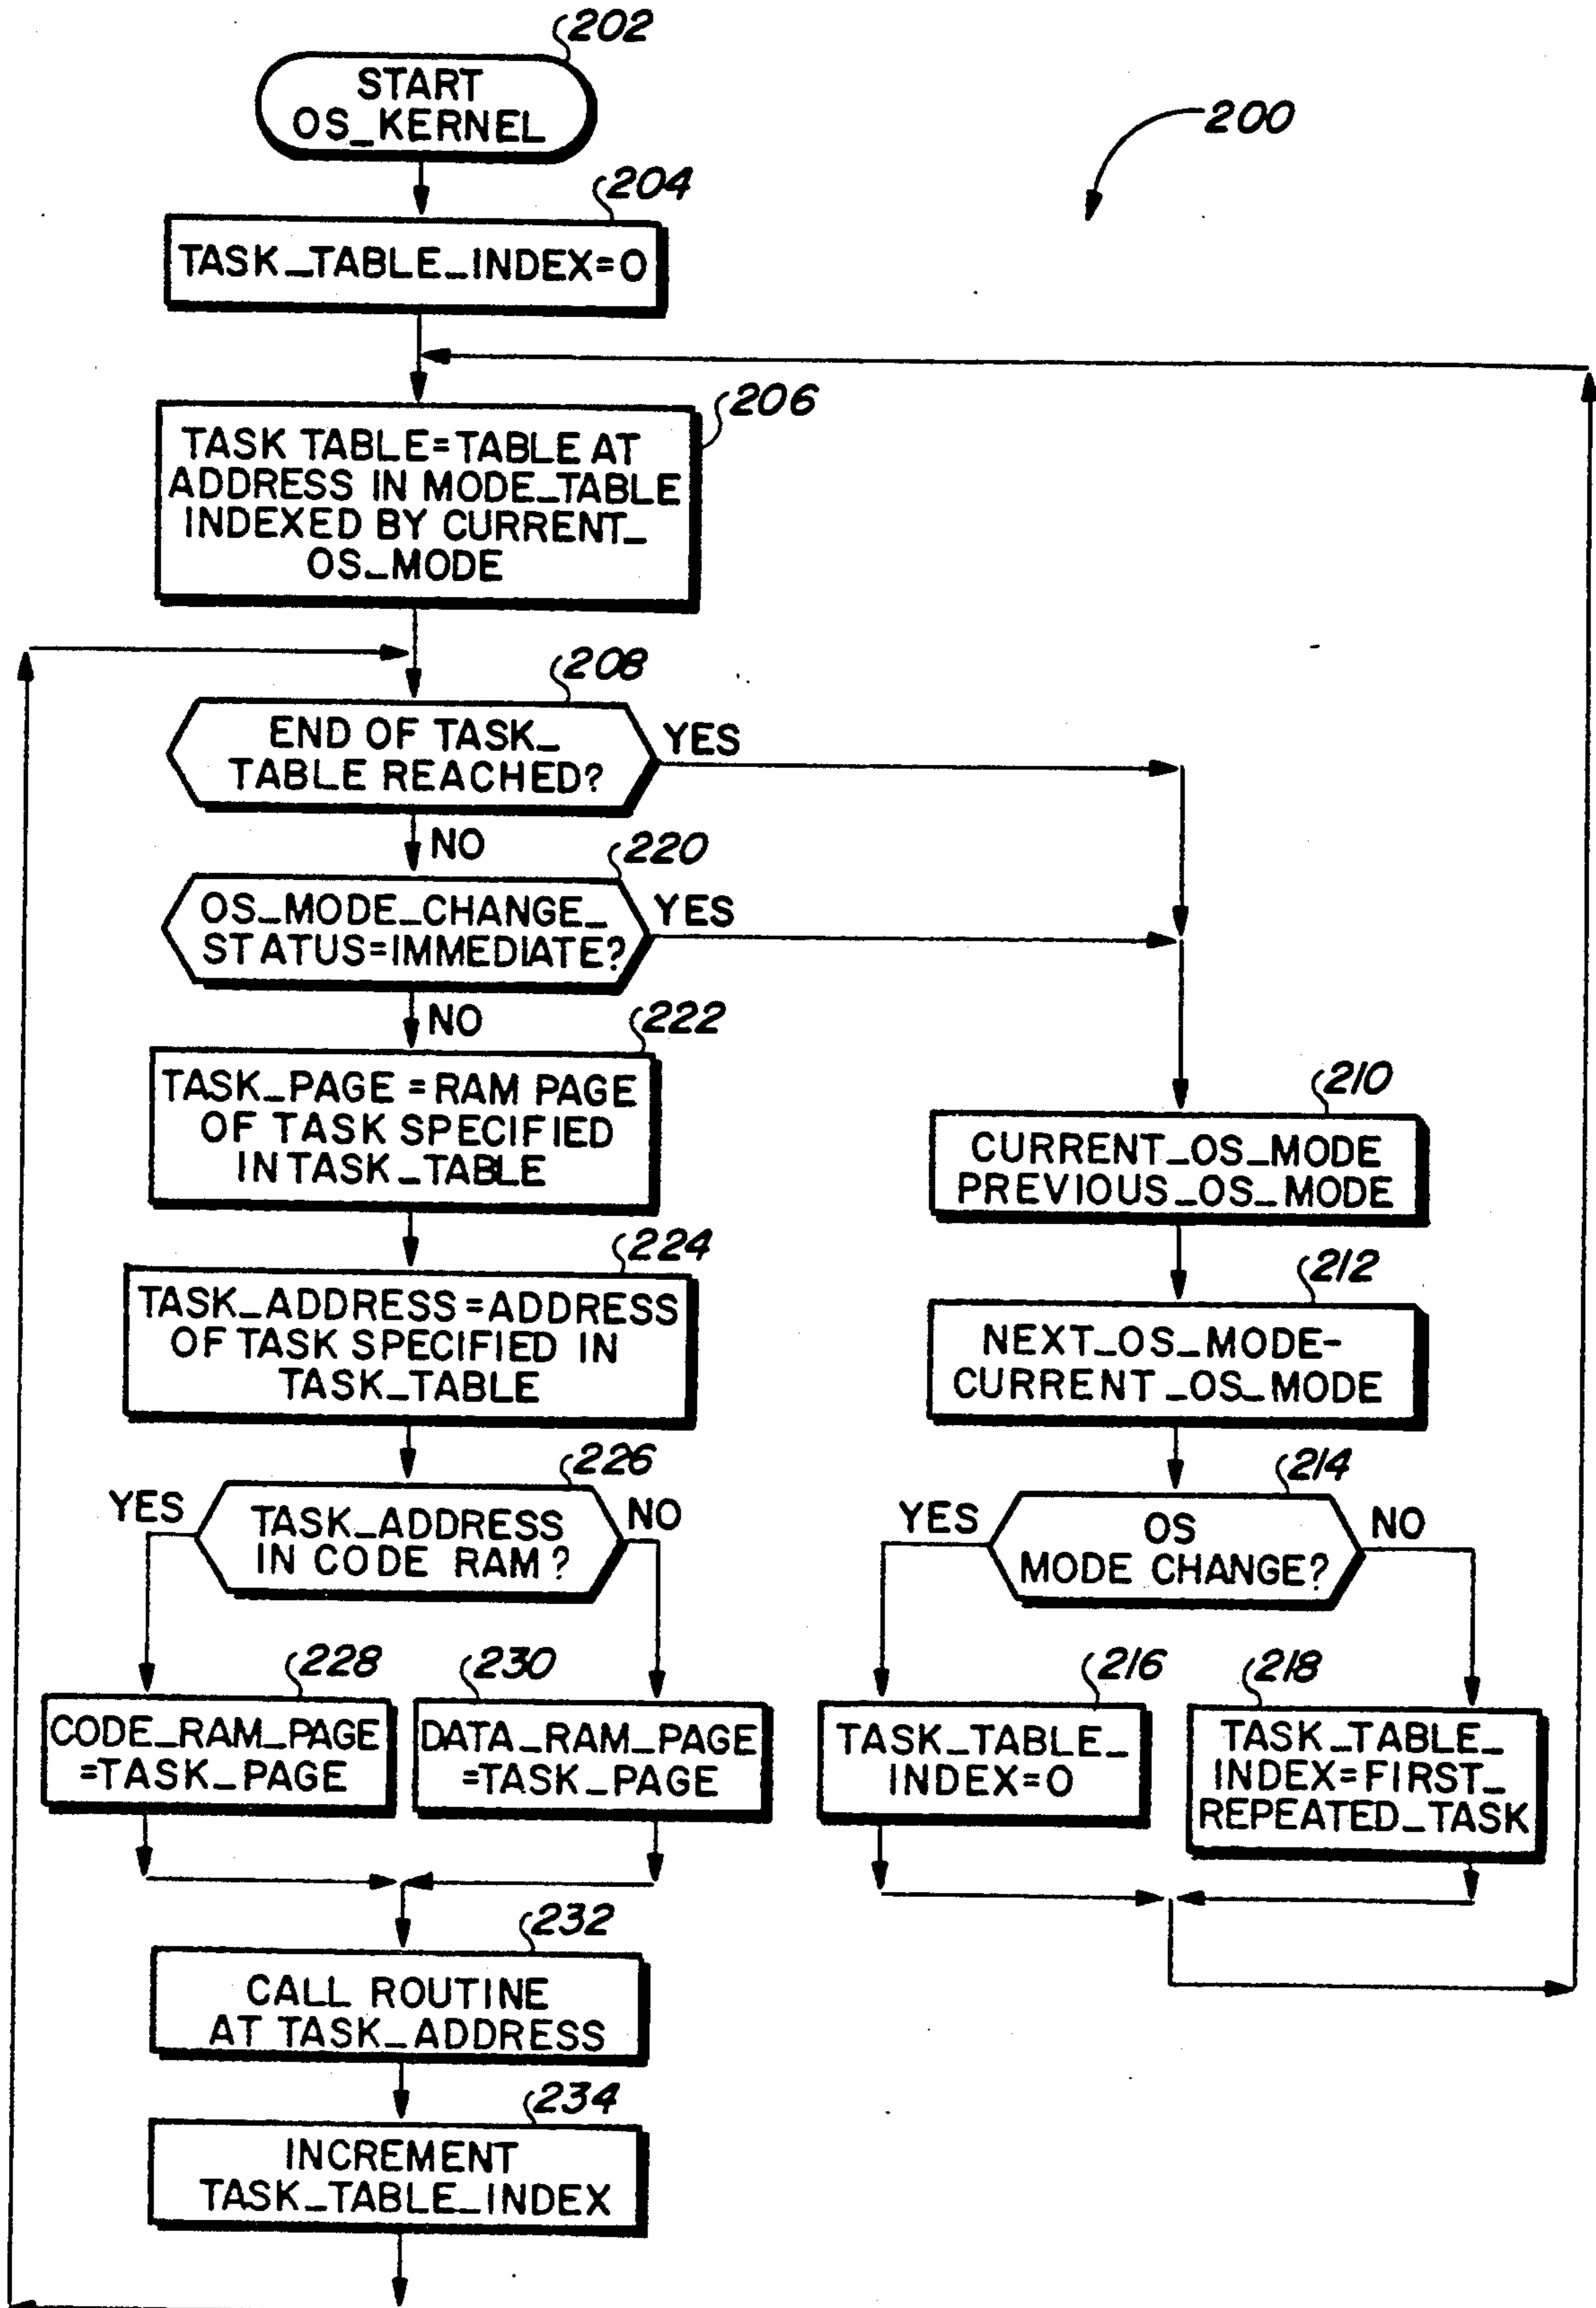 202
START
OS_KERNEL
200
204
TASK_TABLE_INDEX=0
206
TASK TABLE=TABLE AT
ADDRESS IN MODE_TABLE
INDEXED BY CURRENT_
OS_MODE
208
END OF TASK_
TABLE REACHED?
YES
NO
220
OS_MODE_CHANGE_
STATUS=IMMEDIATE?
YES
NO
222
TASK_PAGE=RAM PAGE
OF TASK SPECIFIED
IN TASK_TABLE
224
TASK_ADDRESS=ADDRESS
OF TASK SPECIFIED IN
TASK_TABLE
226
YES
TASK_ADDRESS
IN CODE RAM?
NO
228
CODE_RAM_PAGE
=TASK_PAGE
230
DATA_RAM_PAGE
=TASK_PAGE
232
CALL ROUTINE
AT TASK_ADDRESS
234
INCREMENT
TASK_TABLE_INDEX
210
CURRENT_OS_MODE
PREVIOUS_OS_MODE
212
NEXT_OS_MODE-
CURRENT_OS_MODE
214
YES
OS
MODE CHANGE?
NO
216
TASK_TABLE_
INDEX=0
218
TASK_TABLE_
INDEX=FIRST_
REPEATED_TASK